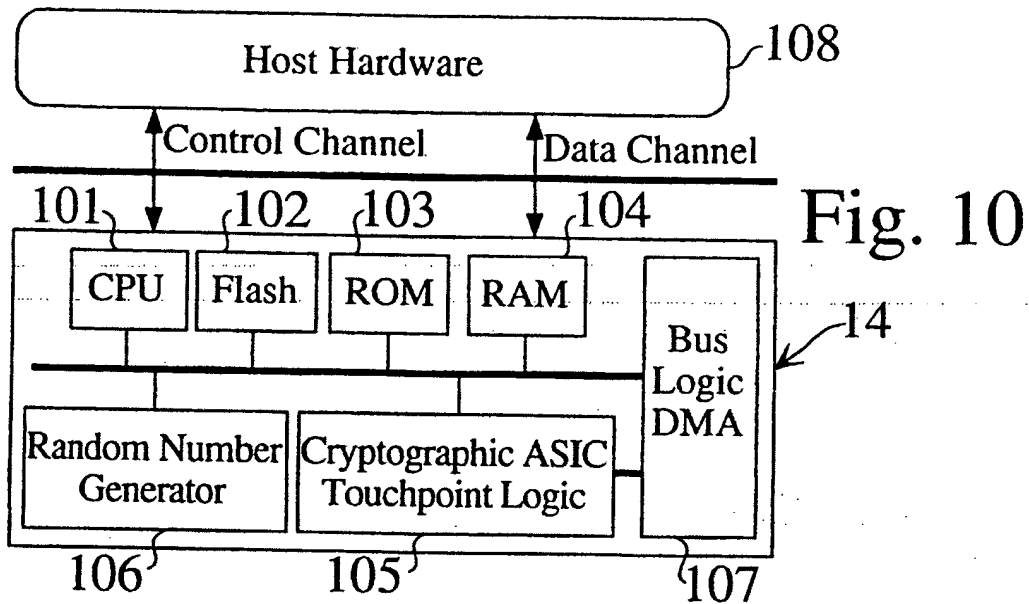 Host Hardware
108
Control Channel
Data Channel
101
102
103
104
Fig. 10
CPU
Flash
ROM
RAM
14
Bus
Logic
DMA
Random Number
Generator
Cryptographic ASIC
Touchpoint Logic
106
105
107